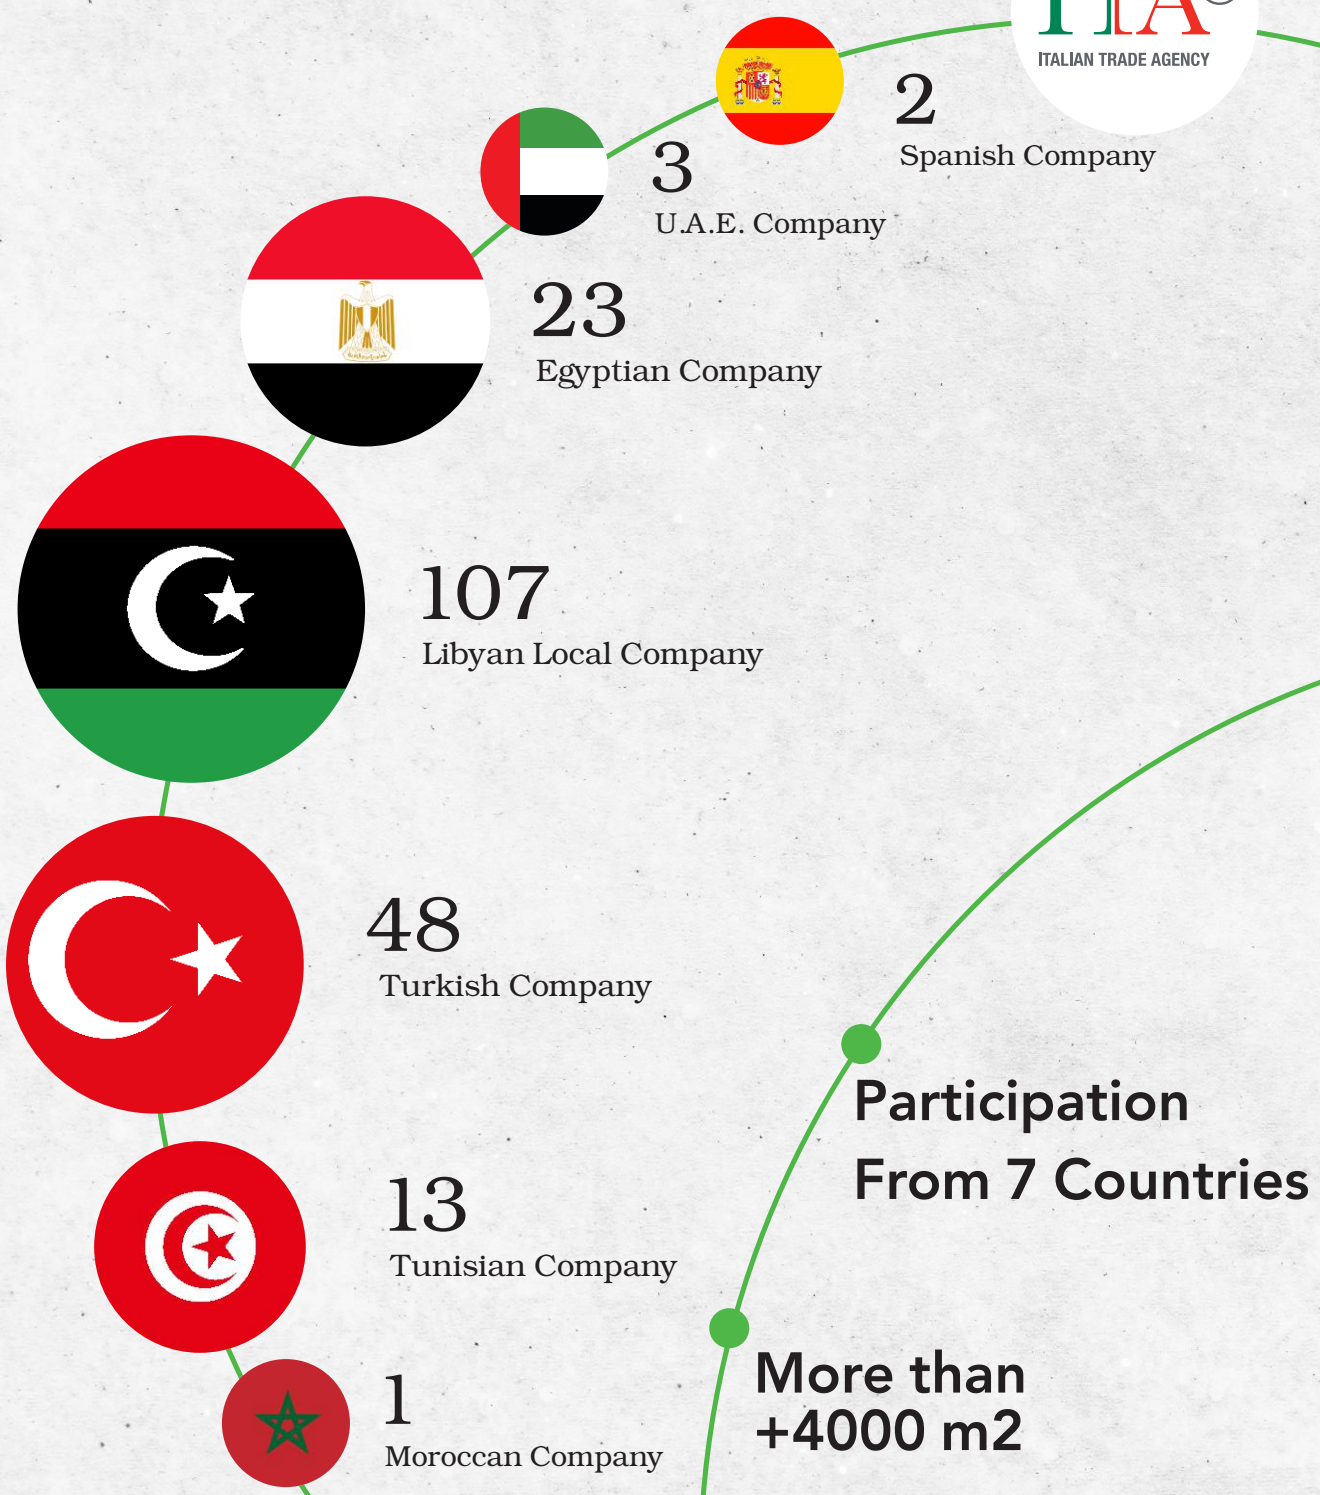 ITALIAN TRADE AGENCY
2
Spanish Company
3
U.A.E. Company
23
Egyptian Company
107
Libyan Local Company
48
Turkish Company
13
Tunisian Company
1
Moroccan Company
Participation
From 7 Countries
More than
+4000 m2